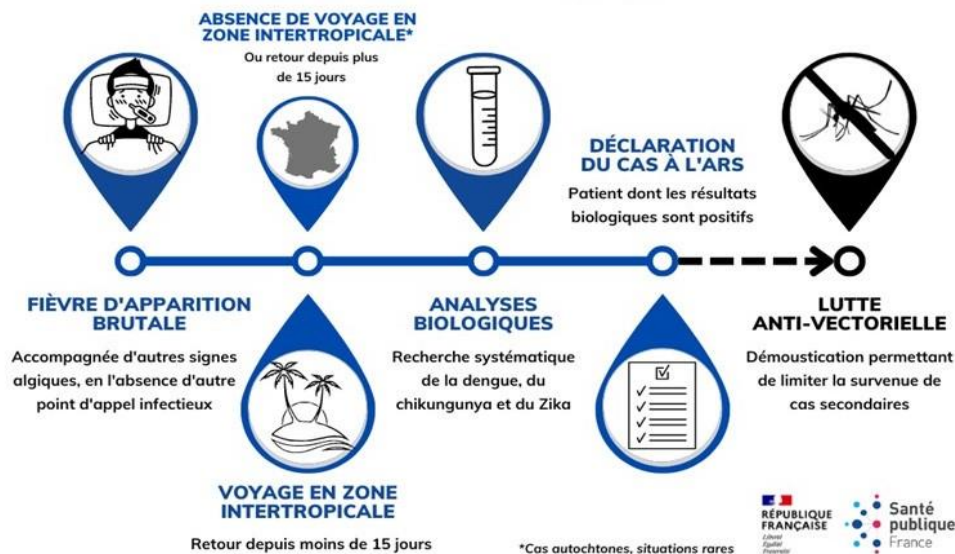 ABSENCE DE VOYAGE EN
ZONE INTERTROPICALE*
Ou retour depuis plus
de 15 jours
DÉCLARATION
DU CAS À L'ARS
Patient dont les résultats
biologiques sont positifs
FIÈVRE D'APPARITION
BRUTALE
Accompagnée d'autres signes
algiques, en l'absence d'autre
point d'appel infectieux
ANALYSES
BIOLOGIQUES
Recherche systématique
de la dengue, du
chikungunya et du Zika
LUTTE
ANTI-VECTORIELLE
Démoustication permettant
de limiter la survenue de
cas secondaires
VOYAGE EN ZONE
INTERTROPICALE
Retour depuis moins de 15 jours
*Cas autochtones, situations rares
RÉPUBLIQUE
FRANÇAISE
Liberté
Égalité
Fraternité
Santé
publique
France